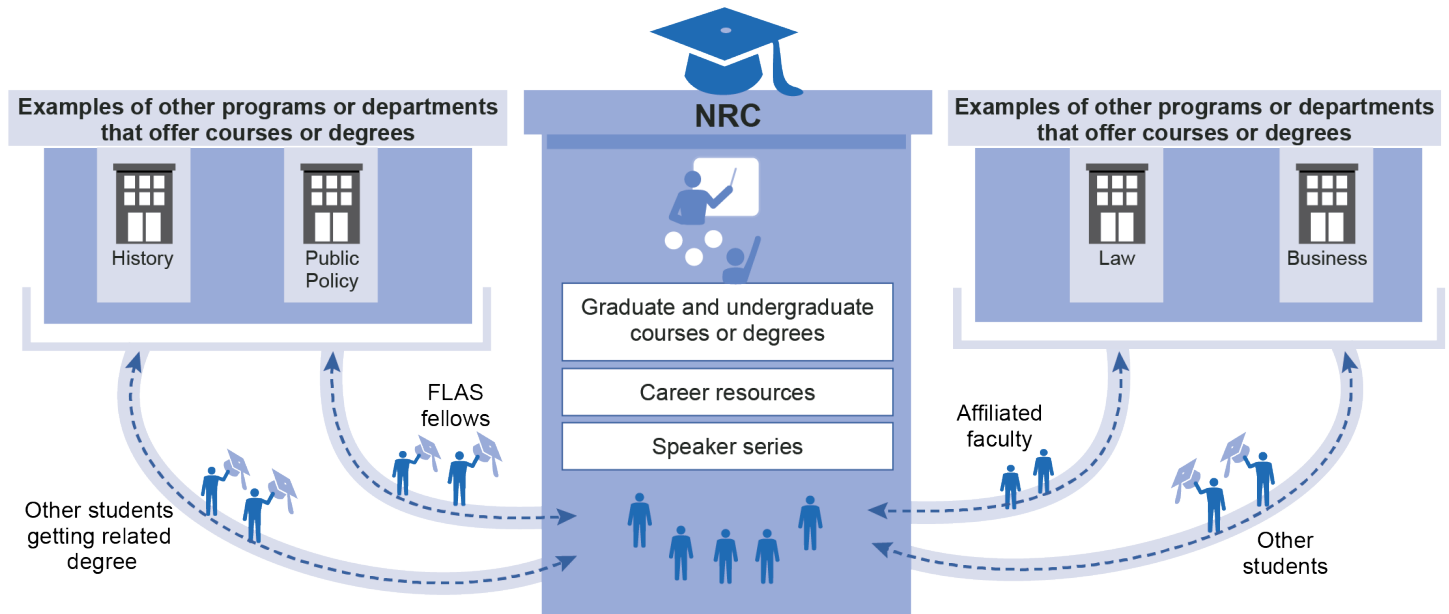 Examples of other programs or departments
that offer courses or degrees
History
Public
Policy
FLAS
fellows
Other students
getting related
degree
NRC
Graduate and undergraduate
courses or degrees
Career resources
Speaker series
Examples of other programs or departments
that offer courses or degrees
Law
Business
Affiliated
faculty
Other
students